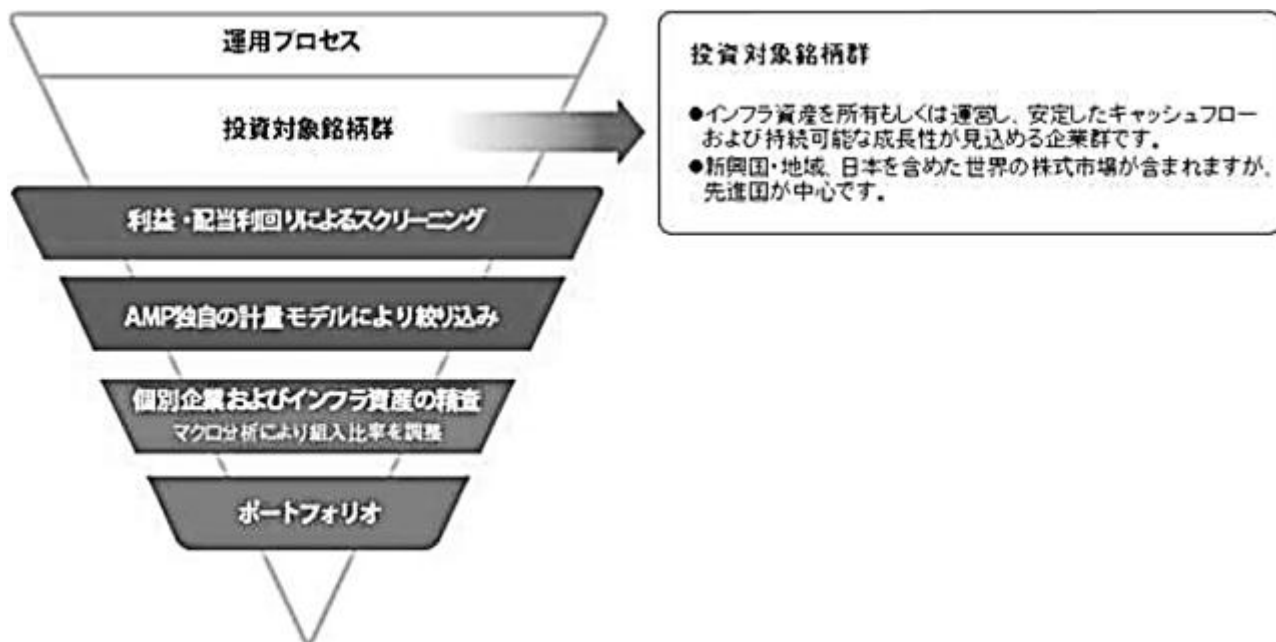 運用プロセス
投資対象銘柄群
利益・配当利回りによるスクリーニング
AMP独自の計量モデルにより絞り込み
個別企業およびインフラ資産の精査
マクロ分析により組入比率を調整
ポートフォリオ
投資対象銘柄群
●インフラ資産を所有もしくは運営し、安定したキャッシュフロー
および持続可能な成長性が見込める企業群です。
●新興国・地域、日本を含めた世界の株式市場が含まれますが、
先進国が中心です。